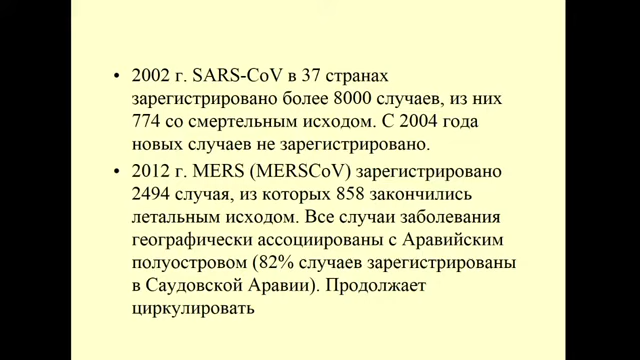 • 2002 г. SARS-CoV в 37 странах
зарегистрировано более 8000 случаев, из них
774 со смертельным исходом. С 2004 года
новых случаев не зарегистрировано.
• 2012 г. MERS (MERSCoV) зарегистрировано
2494 случая, из которых 858 закончились
летальным исходом. Все случаи заболевания
географически ассоциированы с Аравийским
полуостровом (82% случаев зарегистрированы
в Саудовской Аравии). Продолжает
циркулировать